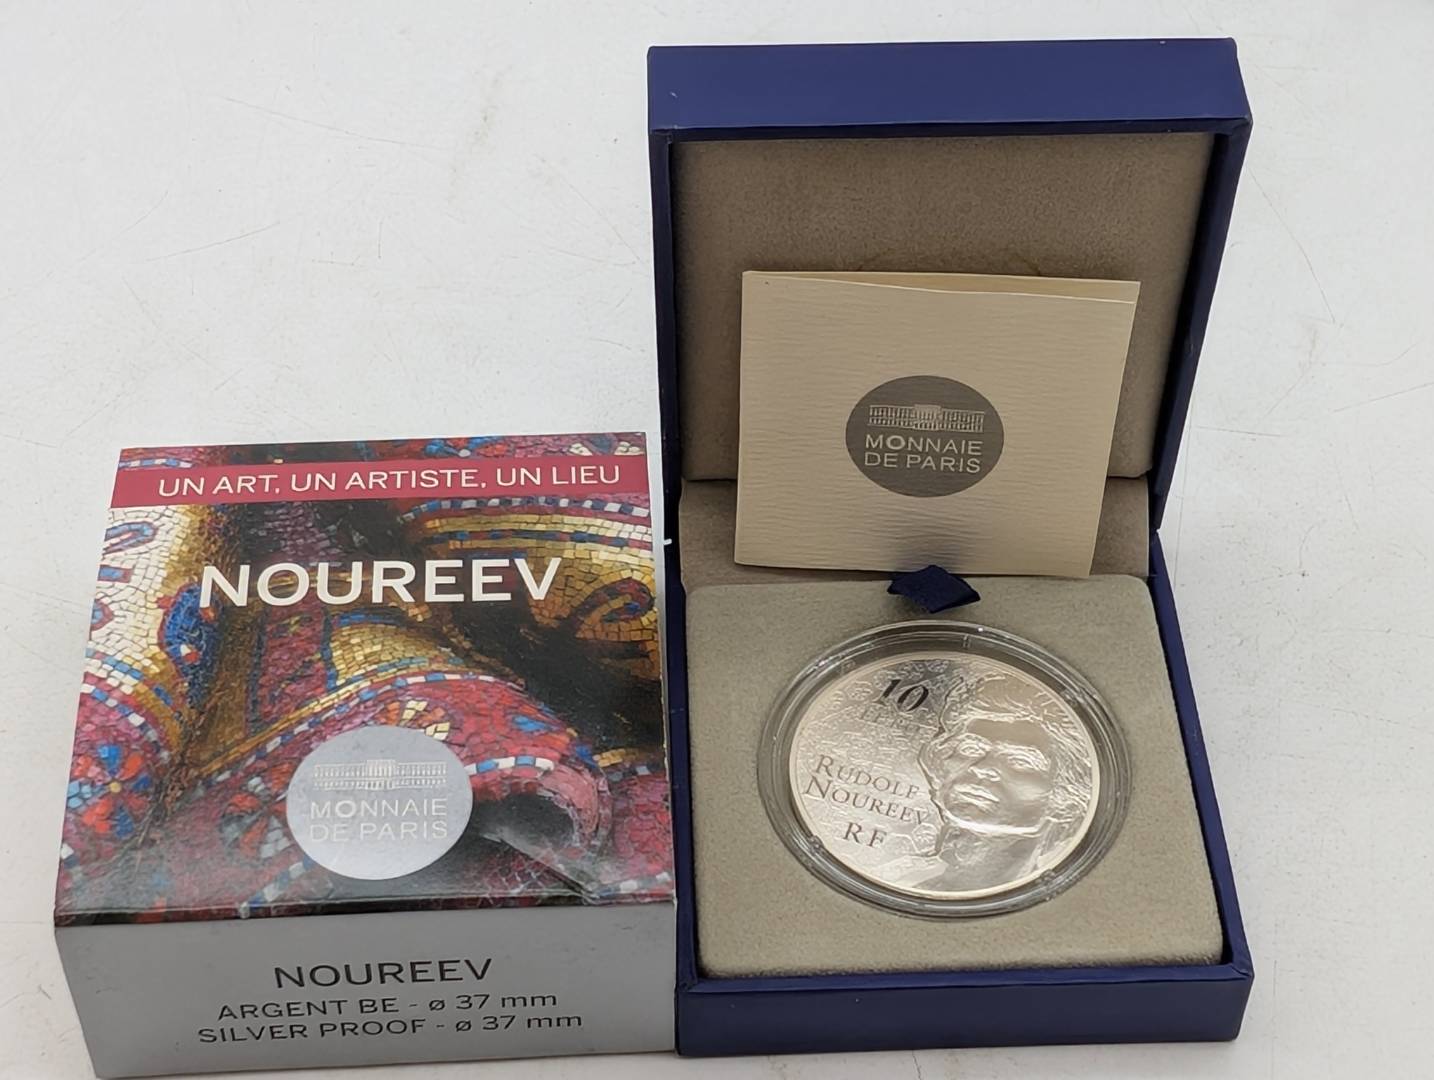 UN ART, UN ARTISTE, UN LIEU
NOUREEV
MONNAIE
DE PARIS
NOUREEV
ARGENT BE - ø 37 mm
SILVER PROOF - ø 37 mm
MONNAIE
DE PARIS
10
RUDOLF
NOUREEV
RF